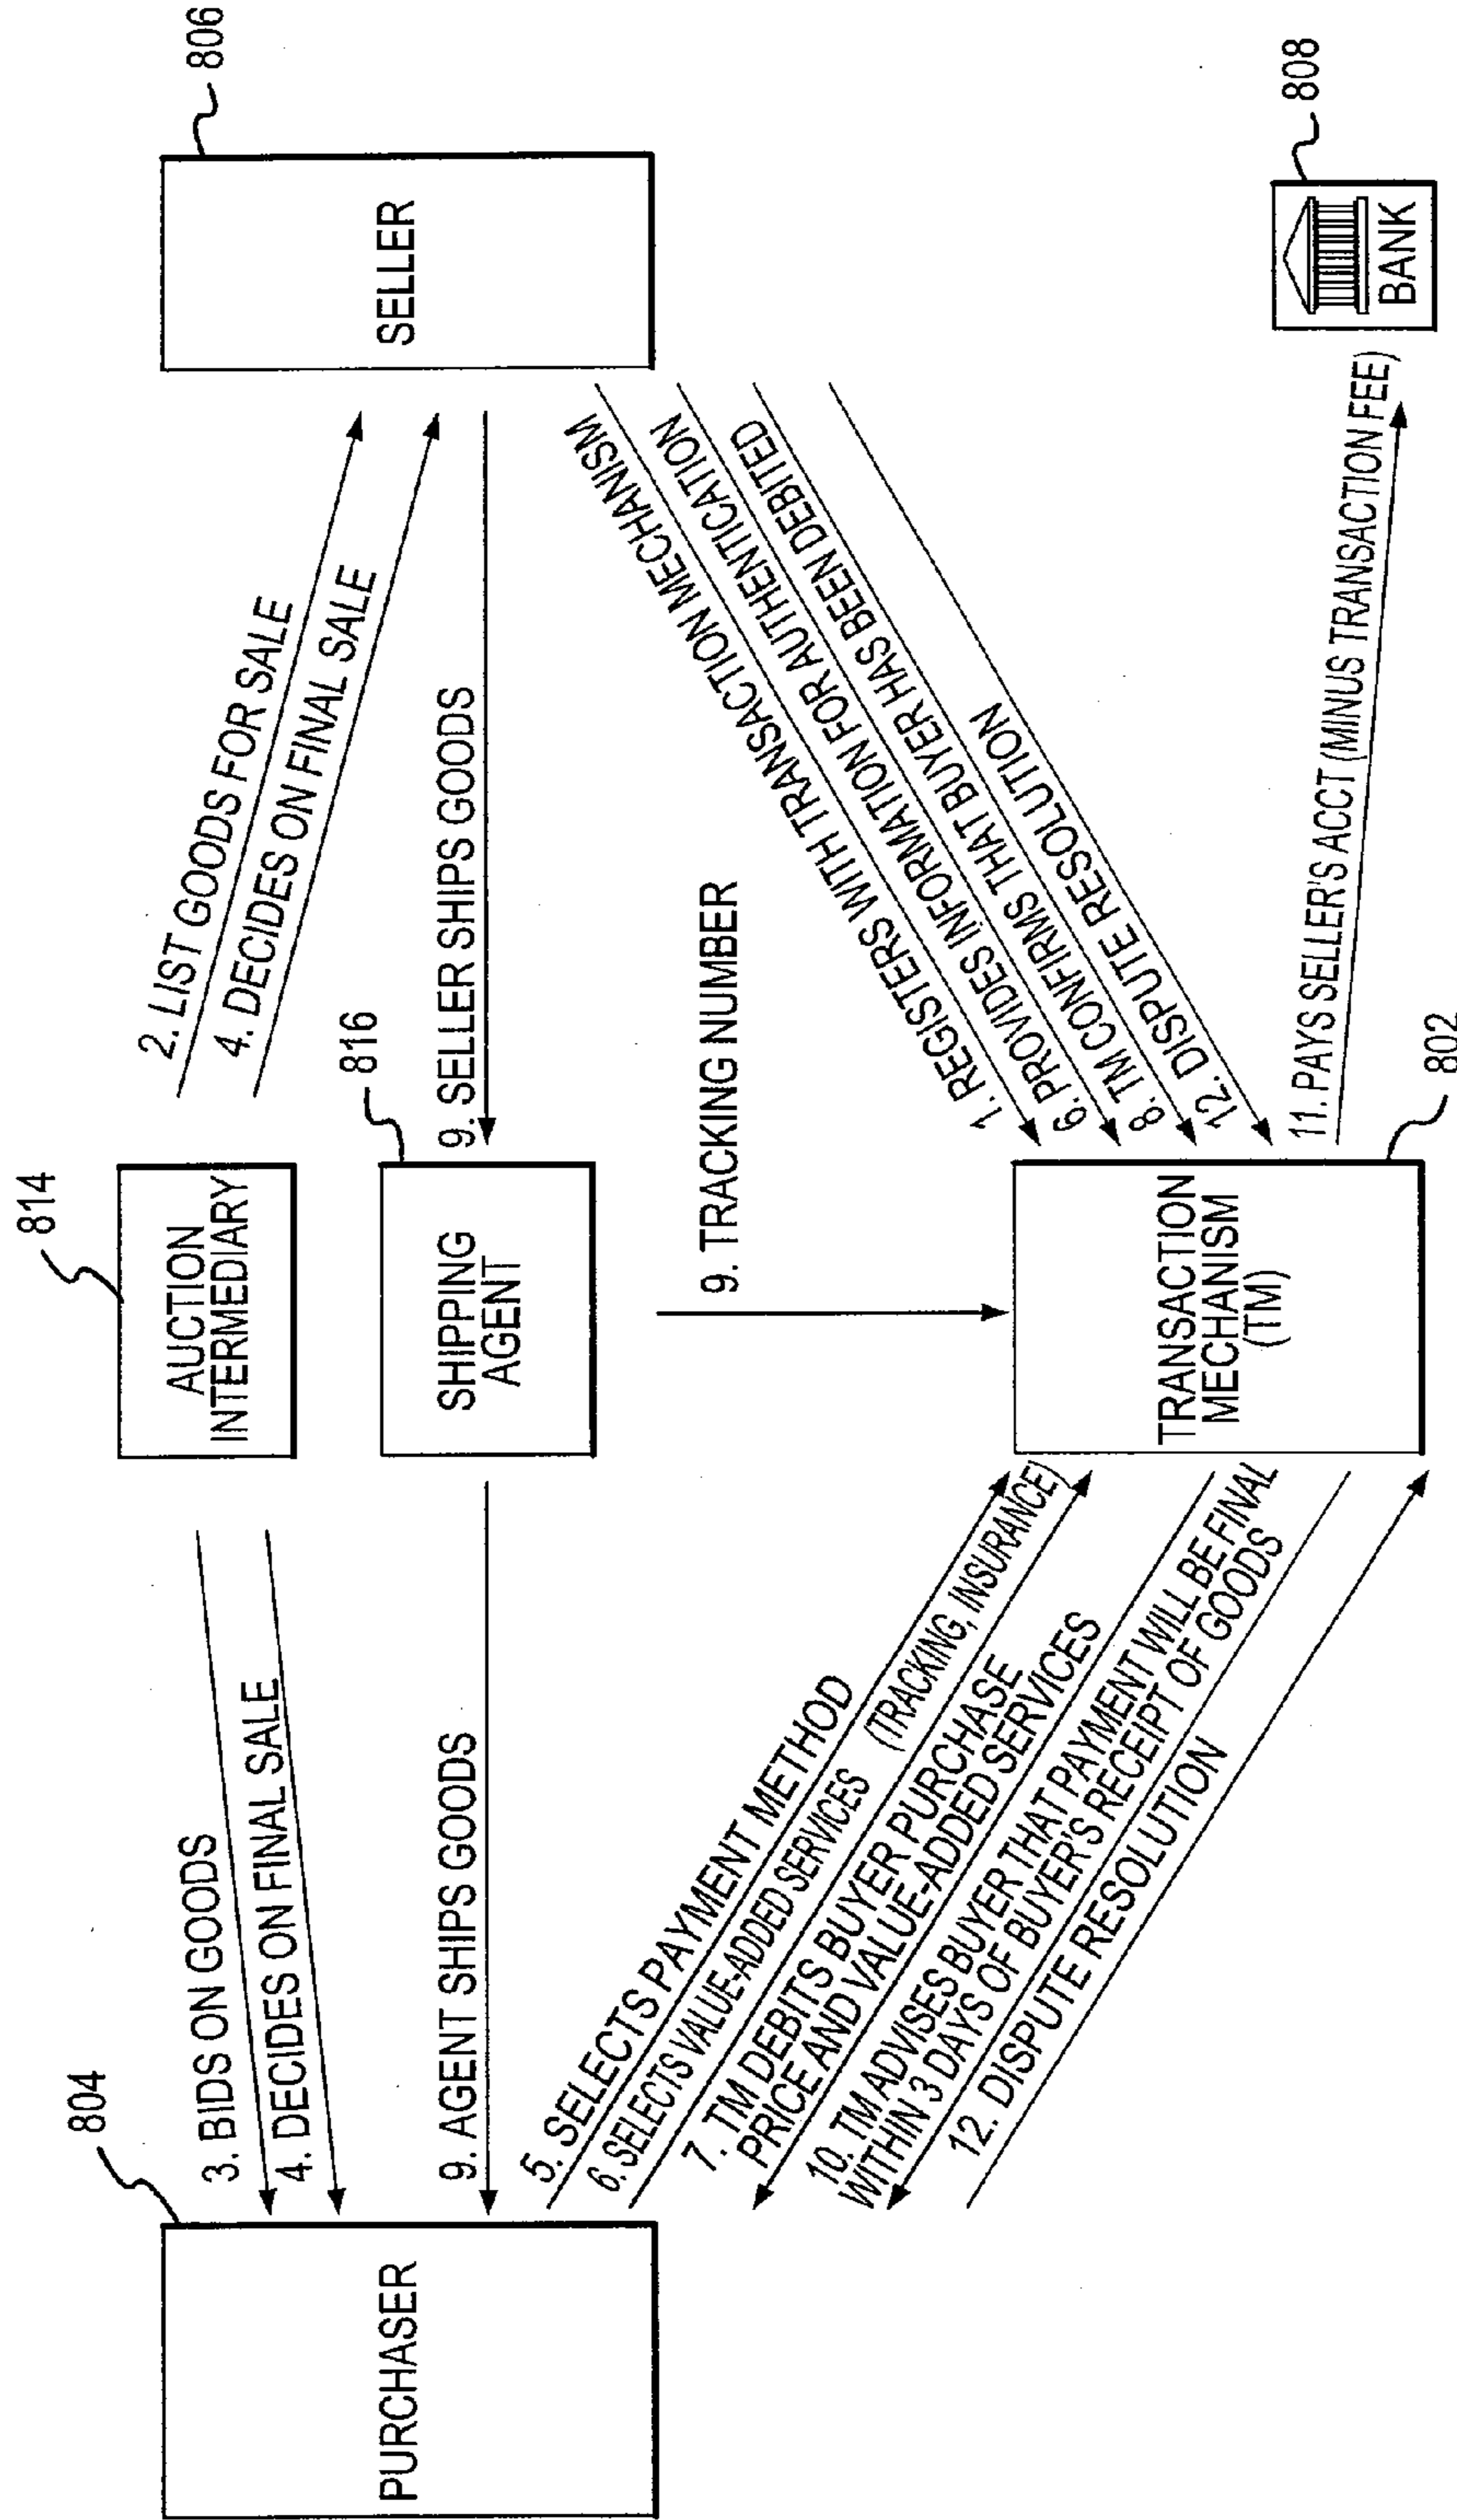 814
804
806
AUCTION
INTERMEDIARY
3. BIDS ON GOODS
4. DECIDES ON FINAL SALE
2. LIST GOODS FOR SALE
4. DECIDES ON FINAL SALE
816
PURCHASER
SHIPPING
AGENT
SELLER
9. AGENT SHIPS GOODS
9. SELLER SHIPS GOODS
9. TRACKING NUMBER
5. SELECTS PAYMENT METHOD
6. SELECTS VALUE-ADDED SERVICES (TRACKING, INSURANCE)
7. TM DEBITS BUYER PURCHASE
PRICE AND VALUE-ADDED SERVICES
10. TM ADVISES BUYER THAT PAYMENT WILL BE FINAL
WITHIN 3 DAYS OF BUYER'S RECEIPT OF GOODS
12. DISPUTE RESOLUTION
1. REGISTERS WITH TRANSACTION MECHANISM
6. PROVIDES INFORMATION FOR AUTHENTICATION
8. TM CONFIRMS THAT BUYER HAS BEEN DEBITED
12. DISPUTE RESOLUTION
TRANSACTION
MECHANISM
(TM)
11. PAYS SELLER'S ACCT (MINUS TRANSACTION FEE)
808
BANK
802